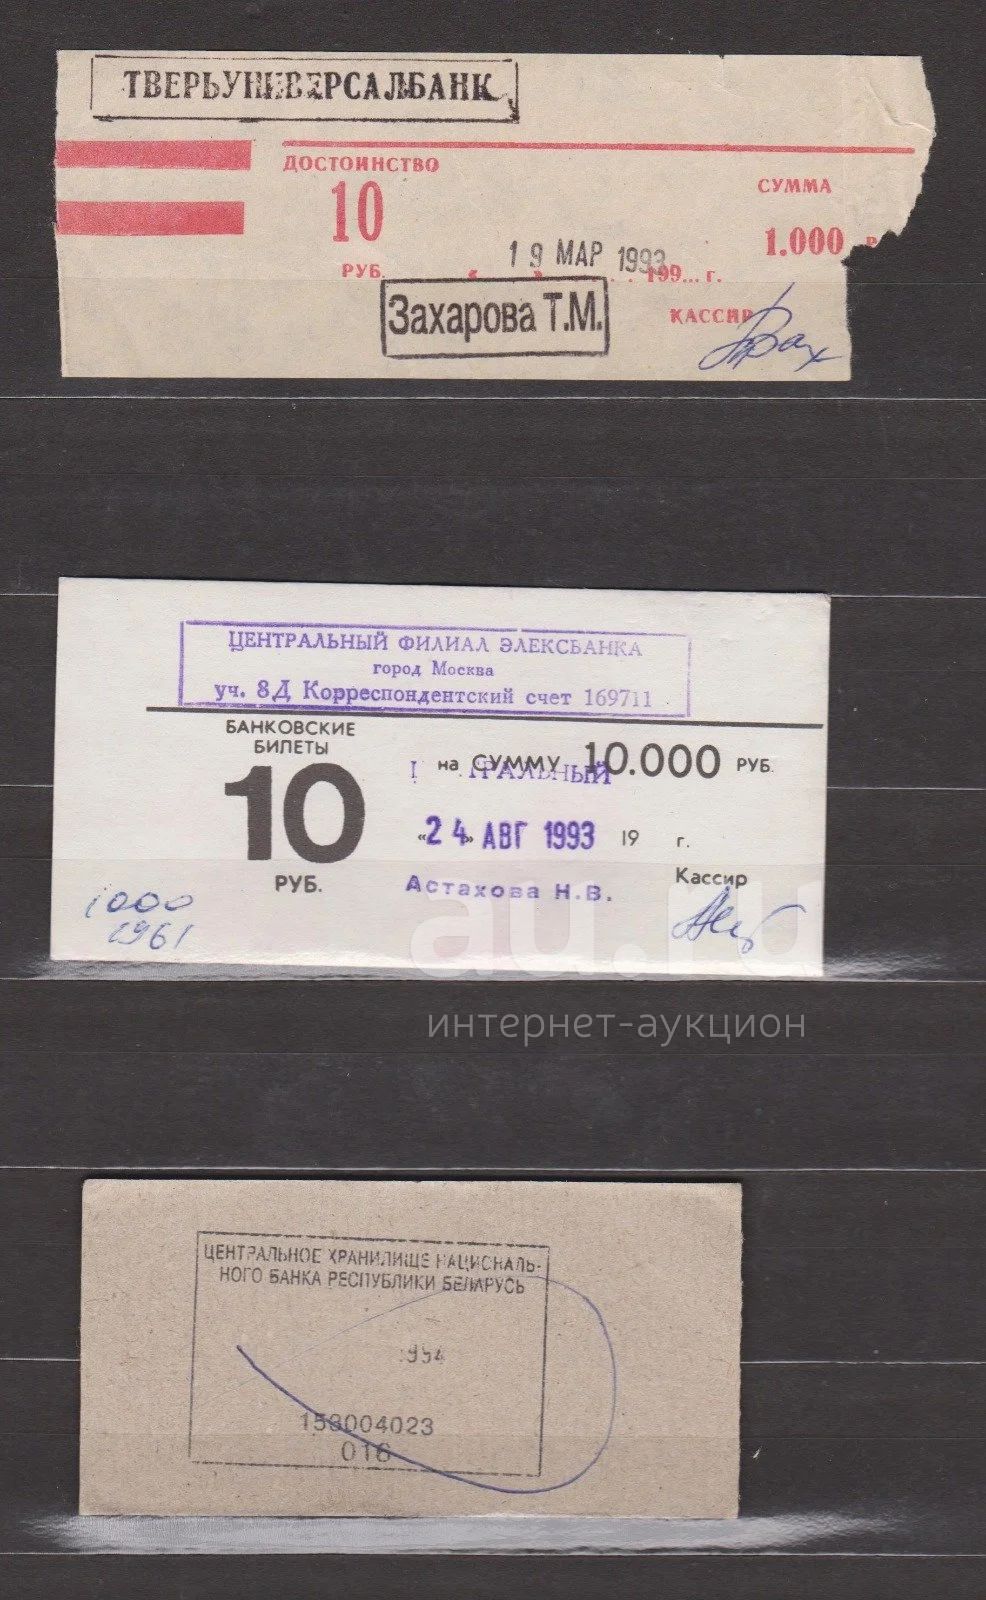 ТВЕРЬУНИВЕРСАЛБАНК
ДОСТОИНСТВО
10
РУБ.
СУММА
1.000 Р
19 МАР 1993
« » 199... г.
Захарова Т.М.
КАССИР
ЦЕНТРАЛЬНЫЙ ФИЛИАЛ ЭЛЕКСБАНКА
город Москва
уч. 8Д Корреспондентский счет 169711
БАНКОВСКИЕ
БИЛЕТЫ
10
РУБ.
на СУММУ 10.000 РУБ.
« » 19 г.
24 АВГ 1993
Кассир
Астахова Н.В.
1000
1961
au.ru
интернет-аукцион
ЦЕНТРАЛЬНОЕ ХРАНИЛИЩЕ НАЦИОНАЛЬ-
НОГО БАНКА РЕСПУБЛИКИ БЕЛАРУСЬ
1994
153004023
016